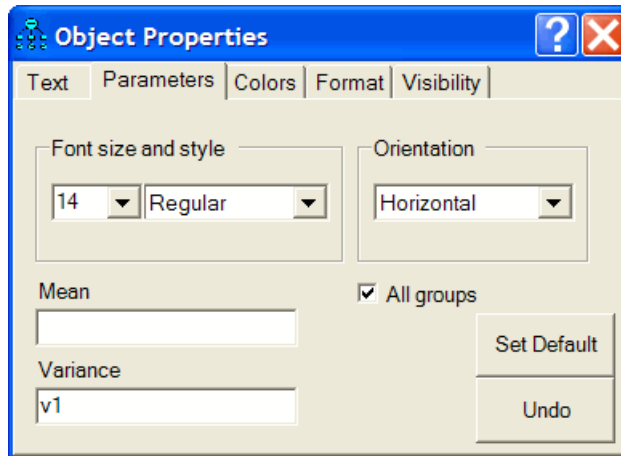 Object Properties
Text Parameters Colors Format Visibility
Font size and style
Orientation
14 Regular
Horizontal
Mean
All groups
Variance
v1
Set Default
Undo